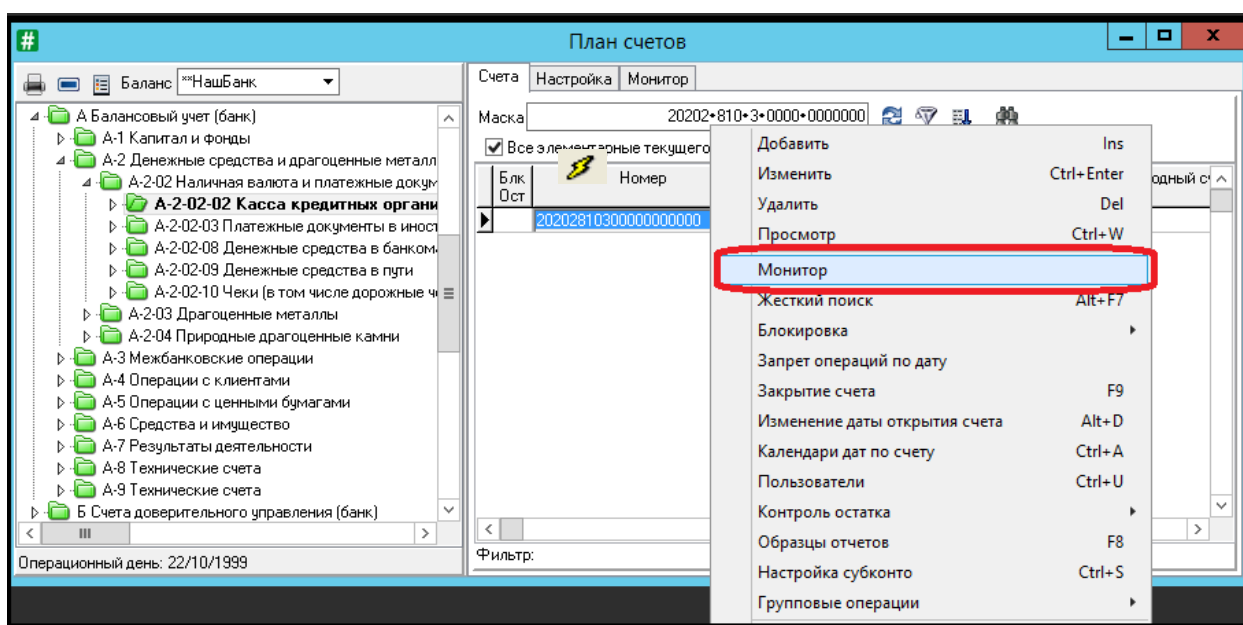 План счетов
Баланс **НашБанк
А Балансовый учет (банк)
А-1 Капитал и фонды
А-2 Денежные средства и драгоценные металл
А-2-02 Наличная валюта и платежные докум
А-2-02-02 Касса кредитных органи
А-2-02-03 Платежные документы в иност
А-2-02-08 Денежные средства в банком
А-2-02-09 Денежные средства в пути
А-2-02-10 Чеки (в том числе дорожные че
А-2-03 Драгоценные металлы
А-2-04 Природные драгоценные камни
А-3 Межбанковские операции
А-4 Операции с клиентами
А-5 Операции с ценными бумагами
А-6 Средства и имущество
А-7 Результаты деятельности
А-8 Технические счета
А-9 Технические счета
Б Счета доверительного управления (банк)
Операционный день: 22/10/1999
Счета Настройка Монитор
Маска 20202•810•3•0000•0000000
Все элементарные текущего
Блк Ост Номер одный сч
20202810300000000000
Фильтр:
Добавить Ins
Изменить Ctrl+Enter
Удалить Del
Просмотр Ctrl+W
Монитор
Жесткий поиск Alt+F7
Блокировка
Запрет операций по дату
Закрытие счета F9
Изменение даты открытия счета Alt+D
Календари дат по счету Ctrl+A
Пользователи Ctrl+U
Контроль остатка
Образцы отчетов F8
Настройка субконто Ctrl+S
Групповые операции